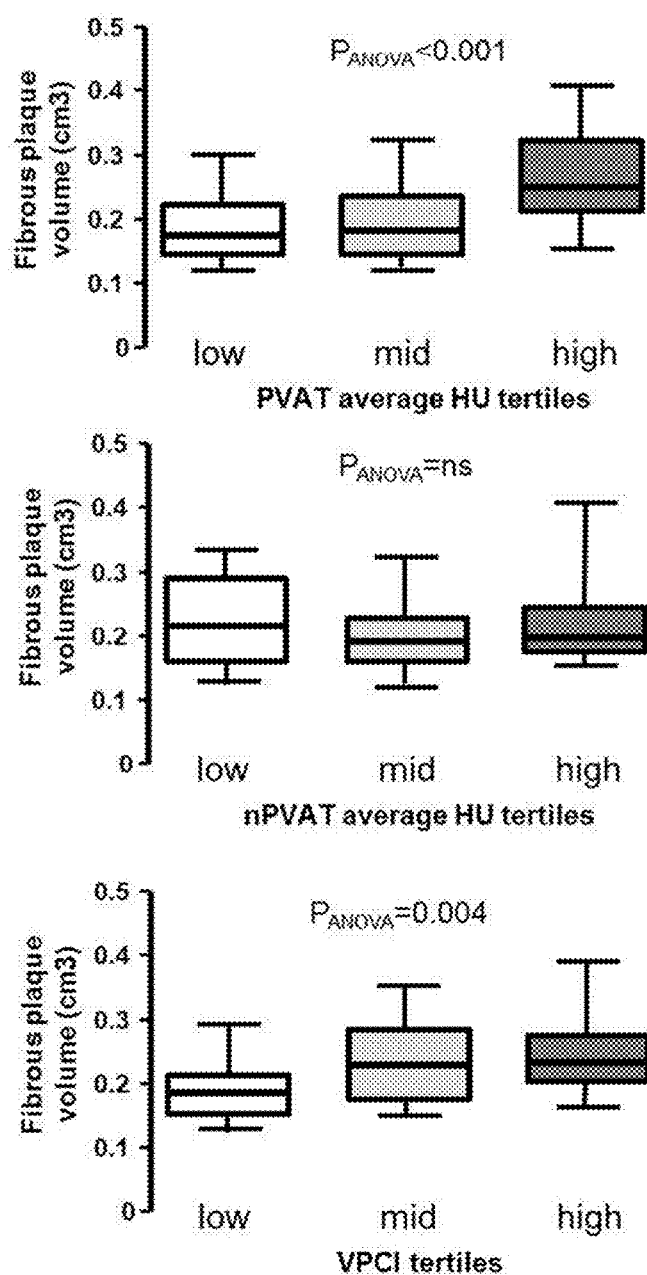 Fibrous plaque
volume (cm3)
0.5
0.4
0.3
0.2
0.1
0
P_ANOVA<0.001
low mid high
PVAT average HU tertiles
Fibrous plaque
volume (cm3)
0.5
0.4
0.3
0.2
0.1
0
P_ANOVA=ns
low mid high
nPVAT average HU tertiles
Fibrous plaque
volume (cm3)
0.5
0.4
0.3
0.2
0.1
0
P_ANOVA=0.004
low mid high
VPCI tertiles